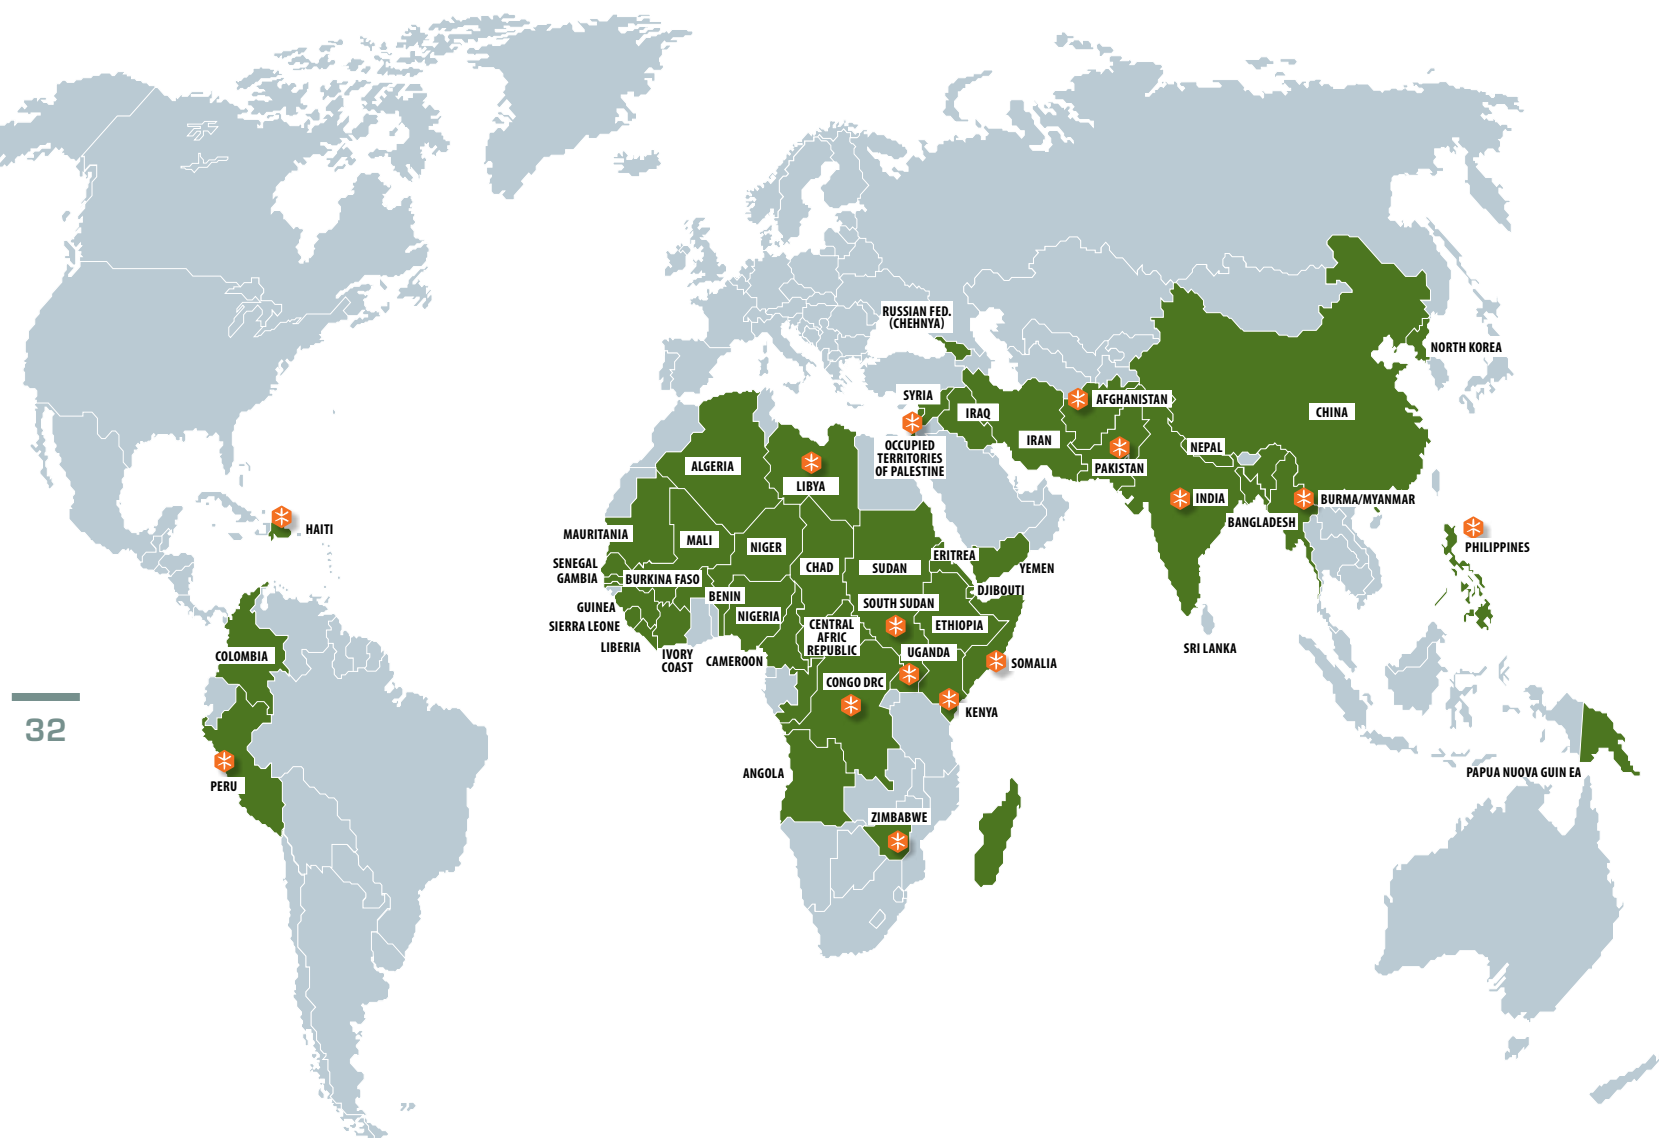 RUSSIAN FED.
(CHEHNYA)
NORTH KOREA
SYRIA
AFGHANISTAN
IRAQ
CHINA
IRAN
OCCUPIED
TERRITORIES
OF PALESTINE
NEPAL
ALGERIA
PAKISTAN
LIBYA
INDIA
BURMA/MYANMAR
BANGLADESH
HAITI
MAURITANIA
MALI
NIGER
PHILIPPINES
ERITREA
SENEGAL
CHAD
SUDAN
YEMEN
GAMBIA
BURKINA FASO
DJIBOUTI
BENIN
GUINEA
SOUTH SUDAN
NIGERIA
SIERRA LEONE
CENTRAL
AFRIC
REPUBLIC
ETHIOPIA
LIBERIA
SRI LANKA
IVORY
COAST
CAMEROON
UGANDA
COLOMBIA
SOMALIA
CONGO DRC
KENYA
32
ANGOLA
PAPUA NUOVA GUIN EA
PERU
ZIMBABWE